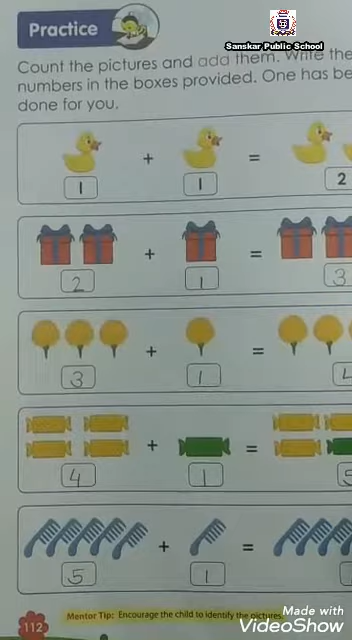 Practice
Sanskar Public School
Count the pictures and add them. Write the
numbers in the boxes provided. One has be
done for you.
+ =
1 1 2
+ =
2 1 3
+ =
3 1 4
+ =
4 1 5
+ =
5 1
112
Mentor Tip: Encourage the child to identify the pictures.
Made with
VideoShow